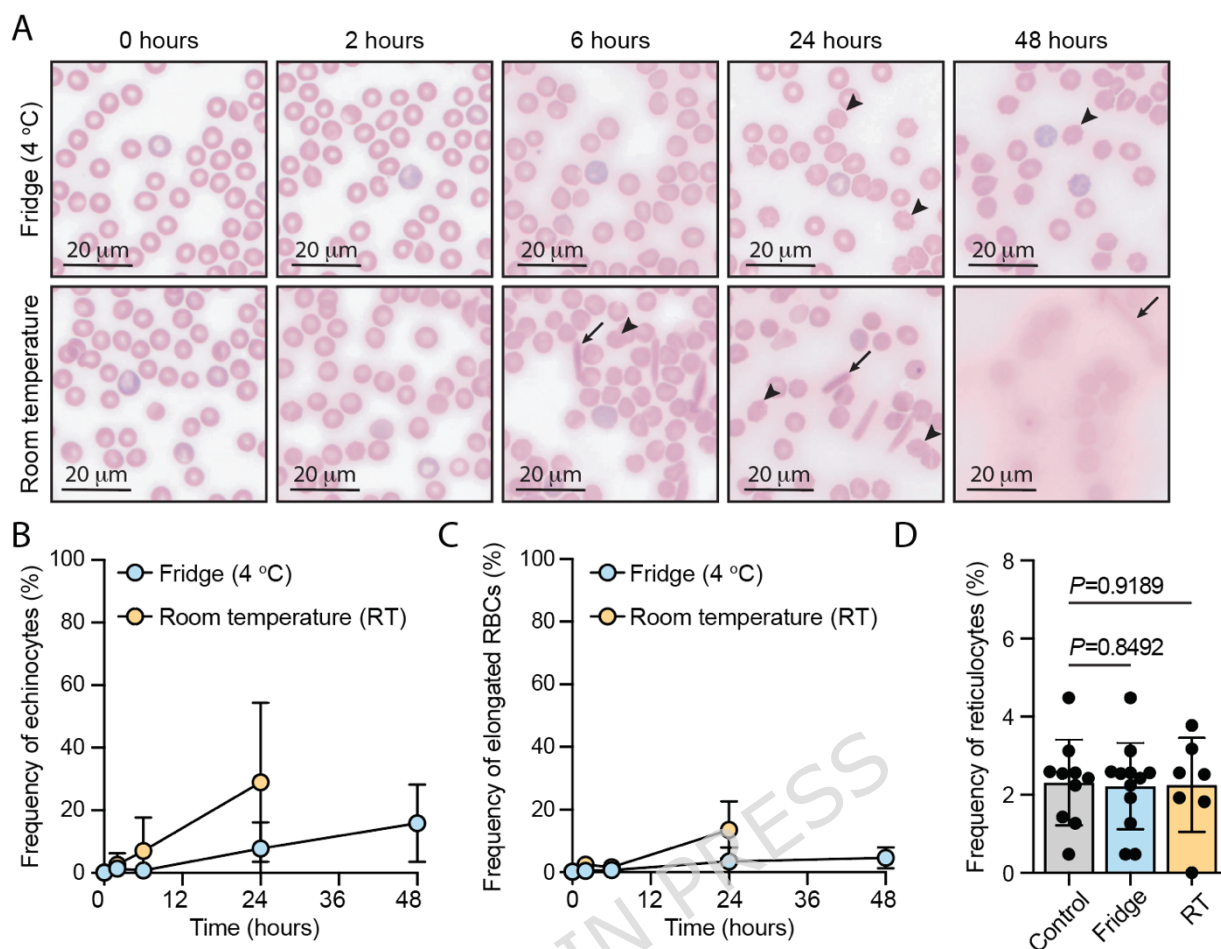 A
0 hours
2 hours
6 hours
24 hours
48 hours
Fridge (4 °C)
20 μm
20 μm
20 μm
20 μm
20 μm
Room temperature
20 μm
20 μm
20 μm
20 μm
20 μm
B
Frequency of echinocytes (%)
100
80
60
40
20
0
Fridge (4 °C)
Room temperature (RT)
0
12
24
36
48
Time (hours)
C
Frequency of elongated RBCs (%)
100
80
60
40
20
0
Fridge (4 °C)
Room temperature (RT)
0
12
24
36
48
Time (hours)
D
Frequency of reticulocytes (%)
8
6
4
2
0
P=0.9189
P=0.8492
Control
Fridge
RT
IN PRESS